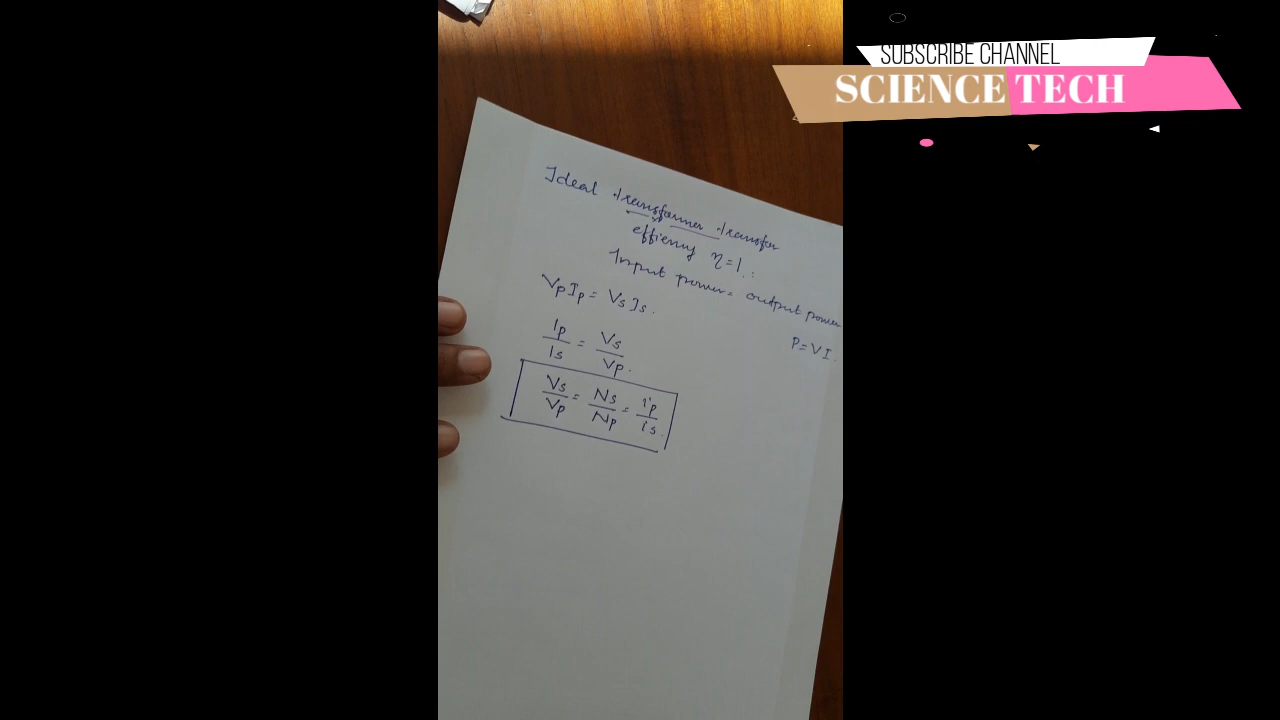 SUBSCRIBE CHANNEL
SCIENCE TECH
Ideal transformer transfer
effieny η=1.
Input power = output power
P=VI.
VpIp = VsIs.
Ip/Is = Vs/Vp.
Vs/Vp = Ns/Np = ip/is.